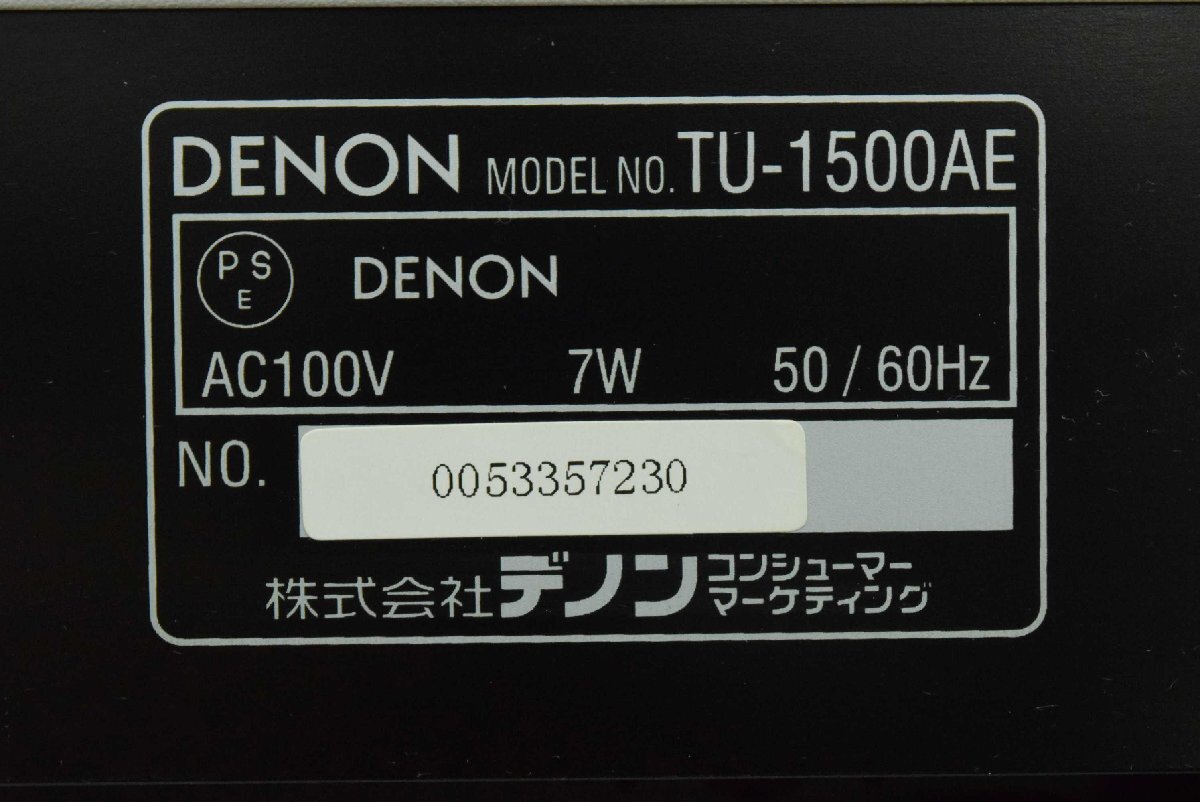 DENON MODEL NO. TU-1500AE
PSE DENON
AC100V 7W 50 / 60Hz
NO. 0053357230
株式会社デノン コンシューマー
マーケティング